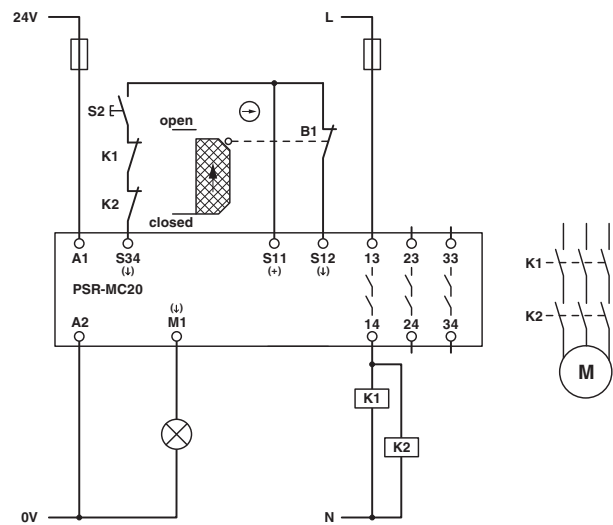 24V
L
S2
open
B1
K1
K2
closed
A1
S34
S11
S12
13
23
33
(↓)
(+)
(↓)
PSR-MC20
(↓)
A2
M1
14
24
34
K1
K2
K1
K2
M
0V
N